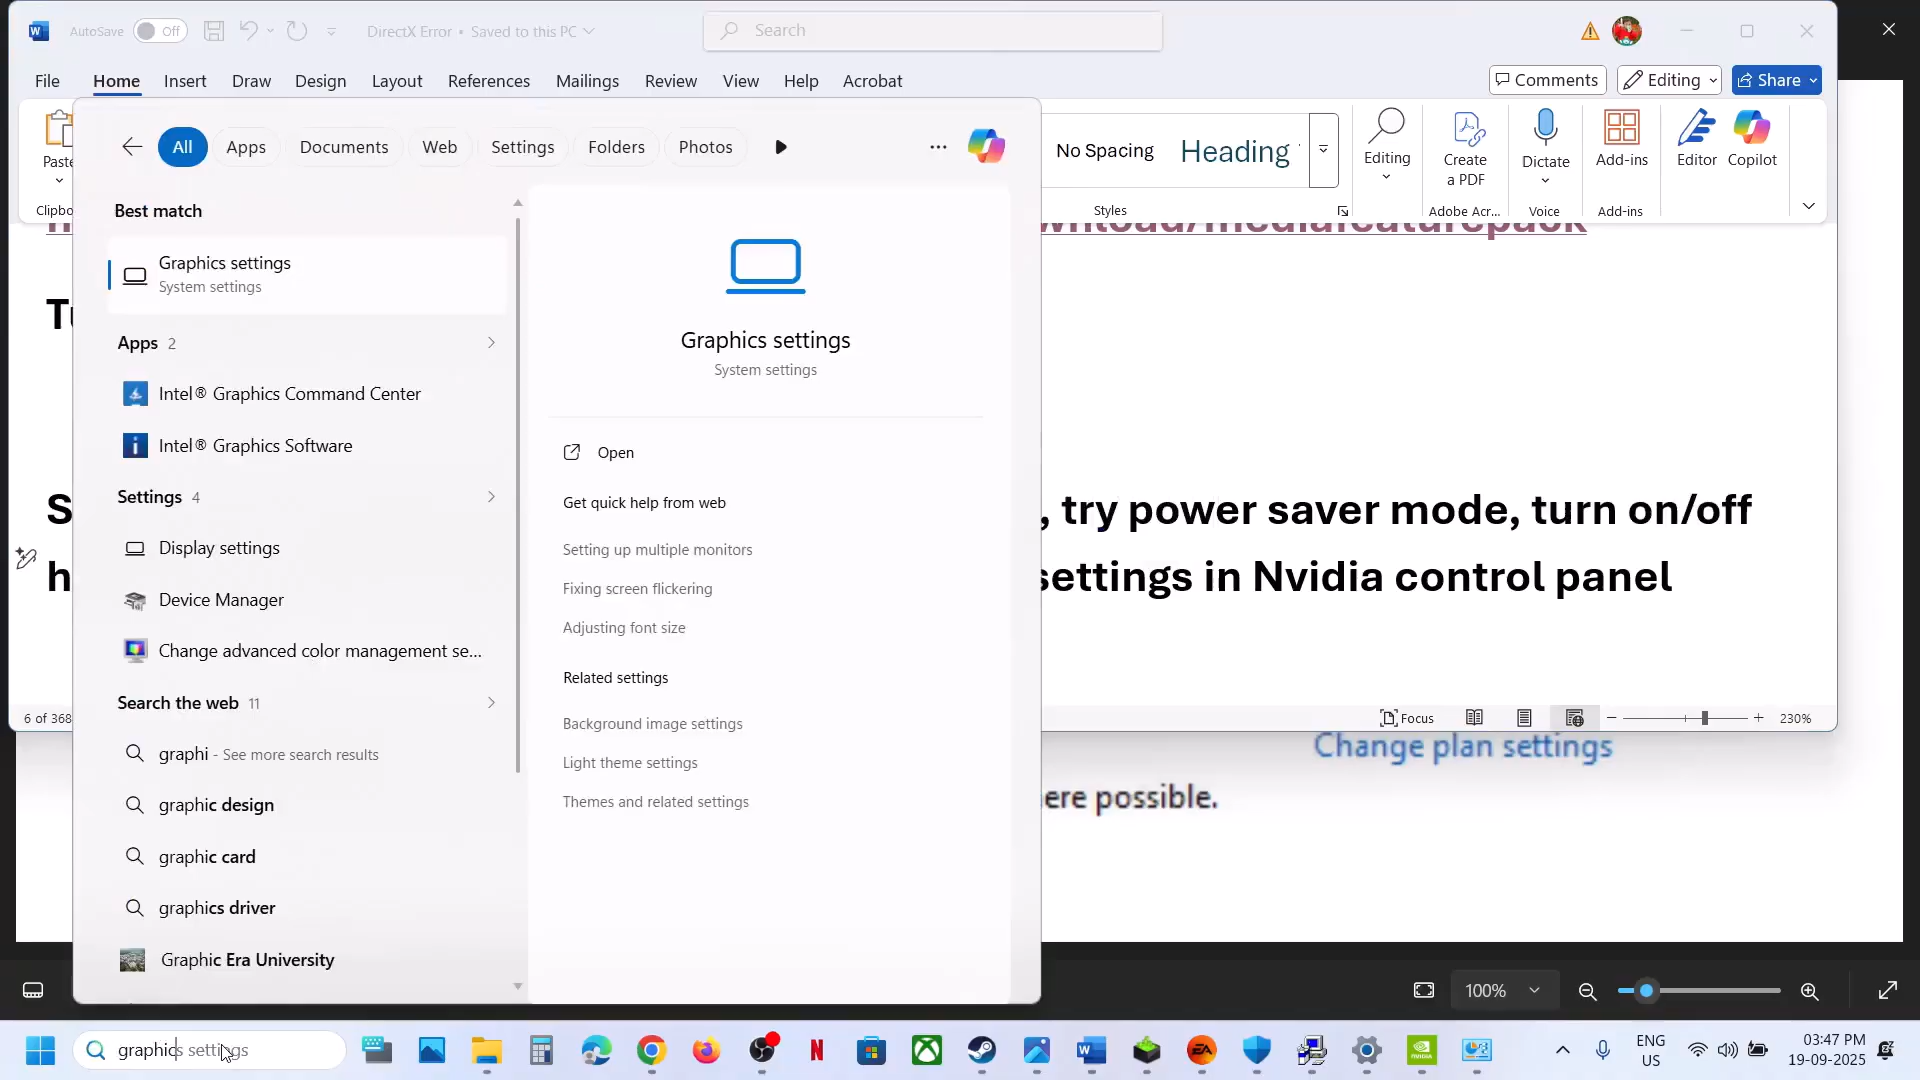 AutoSave Off DirectX Error • Saved to this PC Search
File Home Insert Draw Design Layout References Mailings Review View Help Acrobat Comments Editing Share
All Apps Documents Web Settings Folders Photos
Paste
Clipbo
No Spacing Heading
Styles
Editing
Create a PDF
Adobe Acr...
Dictate
Voice
Add-ins
Add-ins
Editor
Copilot
wnload/mediafeaturepack
, try power saver mode, turn on/off
settings in Nvidia control panel
Best match
Graphics settings
System settings
Apps 2
Intel® Graphics Command Center
Intel® Graphics Software
Settings 4
Display settings
Device Manager
Change advanced color management se...
Search the web 11
graphi - See more search results
graphic design
graphic card
graphics driver
Graphic Era University
Graphics settings
System settings
Open
Get quick help from web
Setting up multiple monitors
Fixing screen flickering
Adjusting font size
Related settings
Background image settings
Light theme settings
Themes and related settings
6 of 368
Focus
230%
Change plan settings
ere possible.
100%
graphics settings
ENG
US
03:47 PM
19-09-2025